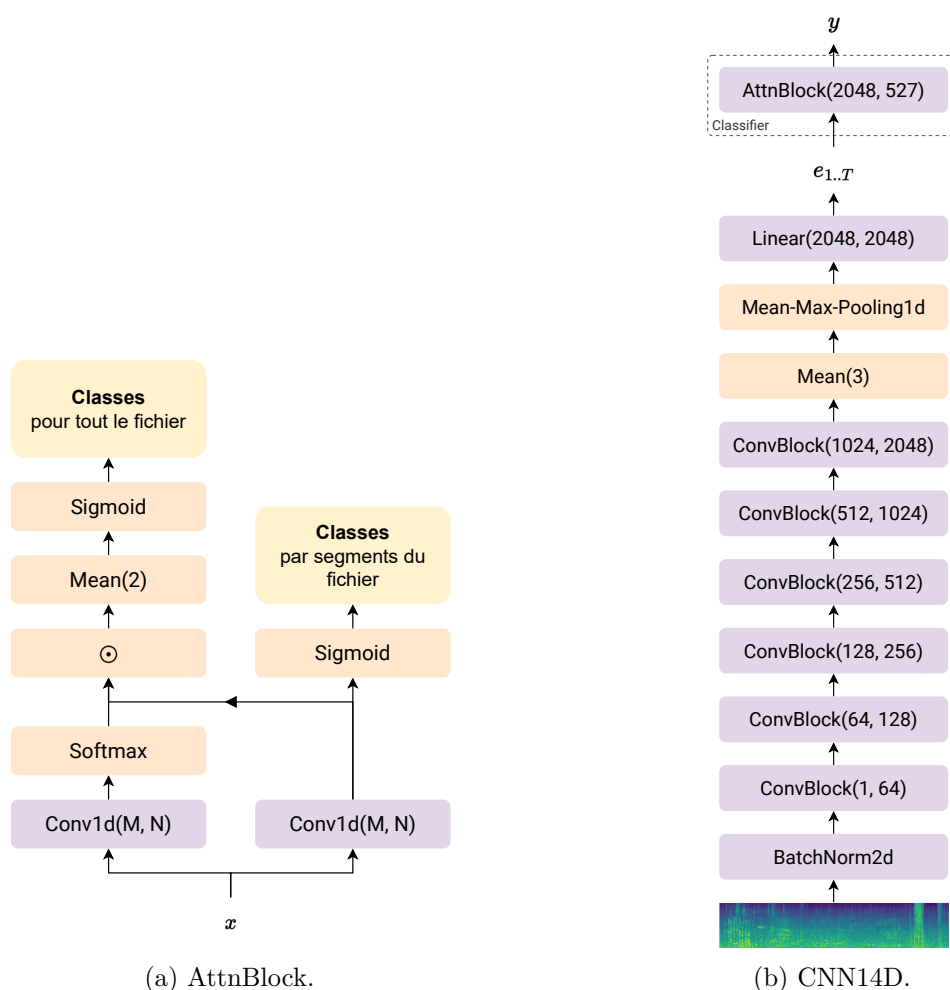 Classes
pour tout le fichier
Sigmoid
Mean(2)
⊙
Softmax
Conv1d(M, N)
Classes
par segments du
fichier
Sigmoid
Conv1d(M, N)
x
(a) AttnBlock.
y
AttnBlock(2048, 527)
Classifier
e1..T
Linear(2048, 2048)
Mean-Max-Pooling1d
Mean(3)
ConvBlock(1024, 2048)
ConvBlock(512, 1024)
ConvBlock(256, 512)
ConvBlock(128, 256)
ConvBlock(64, 128)
ConvBlock(1, 64)
BatchNorm2d
(b) CNN14D.